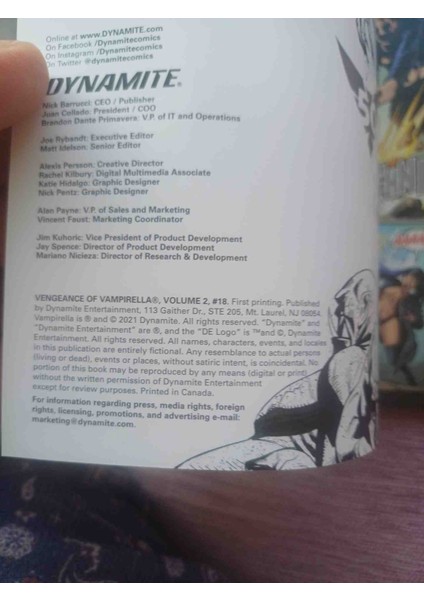 Online at www.DYNAMITE.com
On Facebook /Dynamitecomics
On Instagram /Dynamitecomics
On Twitter @dynamitecomics
DYNAMITE®
Nick Barrucci: CEO / Publisher
Juan Collado: President / COO
Brandon Dante Primavera: V.P. of IT and Operations
Joe Rybandt: Executive Editor
Matt Idelson: Senior Editor
Alexis Persson: Creative Director
Rachel Kilbury: Digital Multimedia Associate
Katie Hidalgo: Graphic Designer
Nick Pentz: Graphic Designer
Alan Payne: V.P. of Sales and Marketing
Vincent Faust: Marketing Coordinator
Jim Kuhoric: Vice President of Product Development
Jay Spence: Director of Product Development
Mariano Nicieza: Director of Research & Development
VENGEANCE OF VAMPIRELLA®, VOLUME 2, #18. First printing. Published
by Dynamite Entertainment, 113 Gaither Dr., STE 205, Mt. Laurel, NJ 08054.
Vampirella is ® and © 2021 Dynamite. All rights reserved. "Dynamite" and
"Dynamite Entertainment" are ®, and the "DE Logo" is ™and ©, Dynamite
Entertainment. All rights reserved. All names, characters, events, and locales
in this publication are entirely fictional. Any resemblance to actual persons
(living or dead), events or places, without satiric intent, is coincidental. No
portion of this book may be reproduced by any means (digital or print)
without the written permission of Dynamite Entertainment
except for review purposes. Printed in Canada.
For information regarding press, media rights, foreign
rights, licensing, promotions, and advertising e-mail:
marketing@dynamite.com.